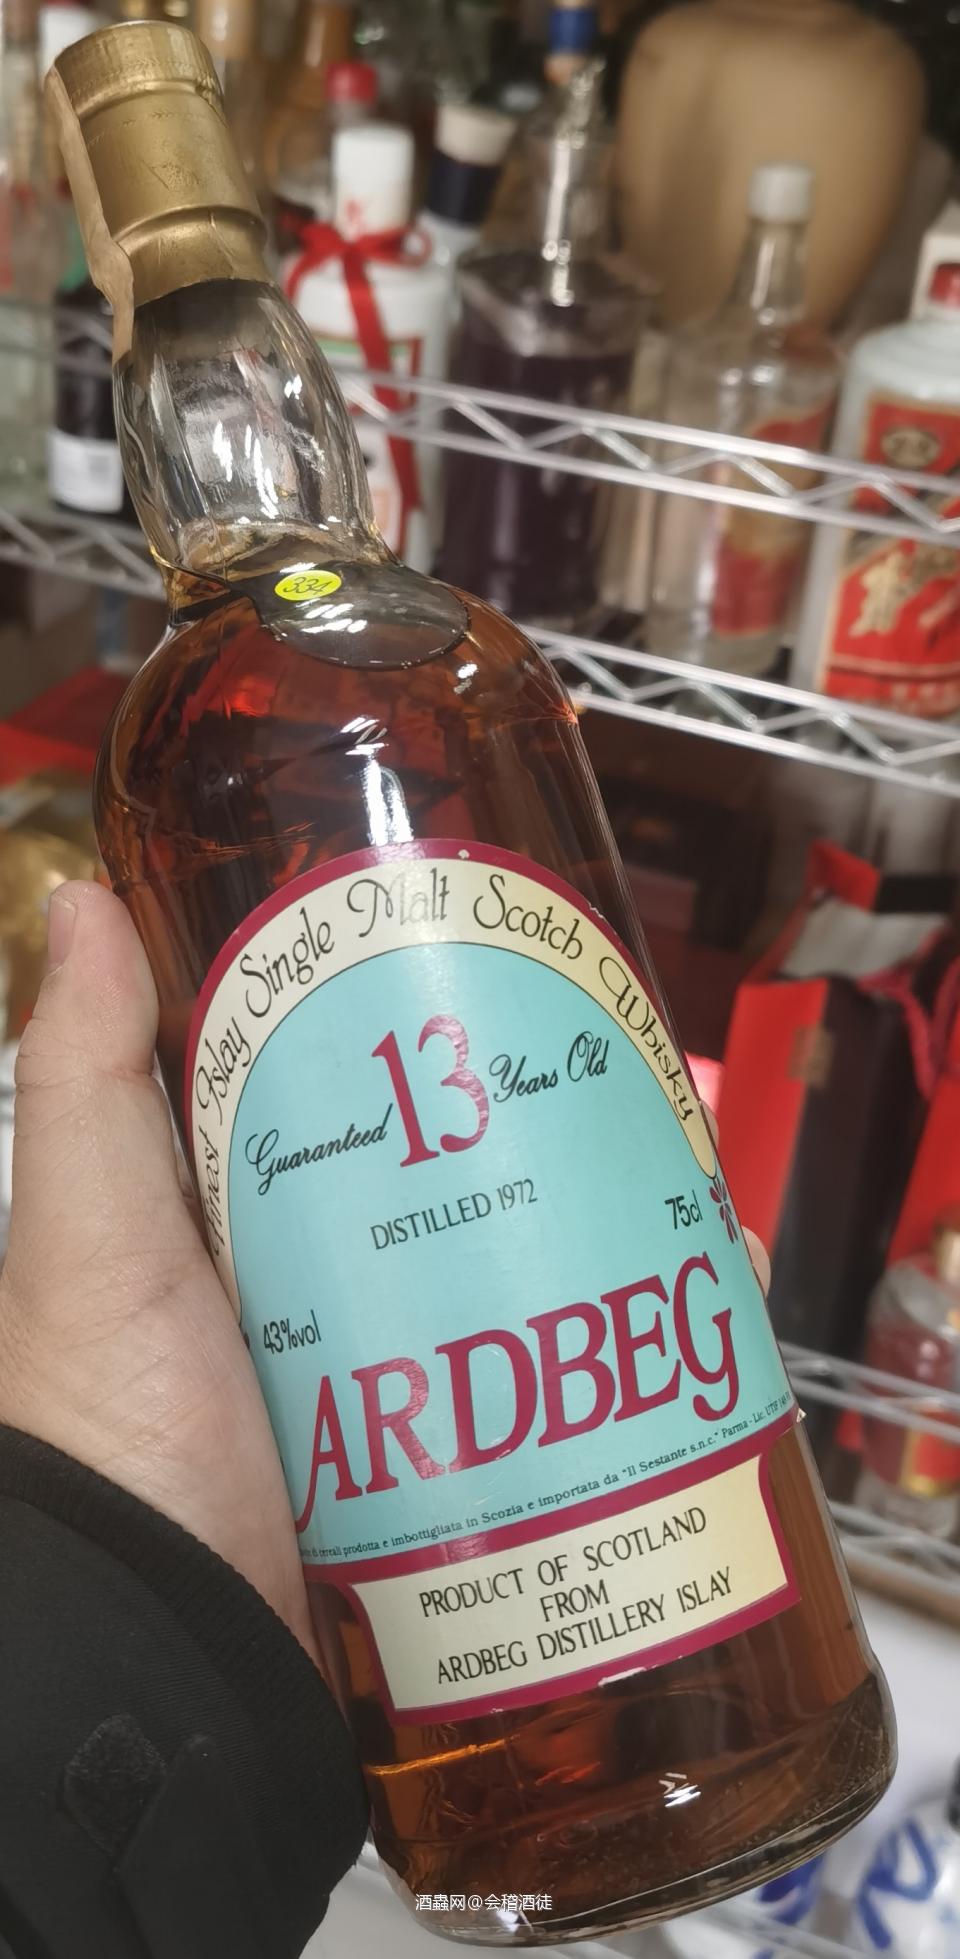 334
Finest Islay Single Malt Scotch Whisky
Guaranteed 13 Years Old
DISTILLED 1972
75cl
43%vol
ARDBEG
di cereali prodotta e imbottigliata in Scozia e importata da "Il Sestante s.n.c." Parma - Lic. UTIF
PRODUCT OF SCOTLAND
FROM
ARDBEG DISTILLERY ISLAY
酒蟲网@会稽酒徒